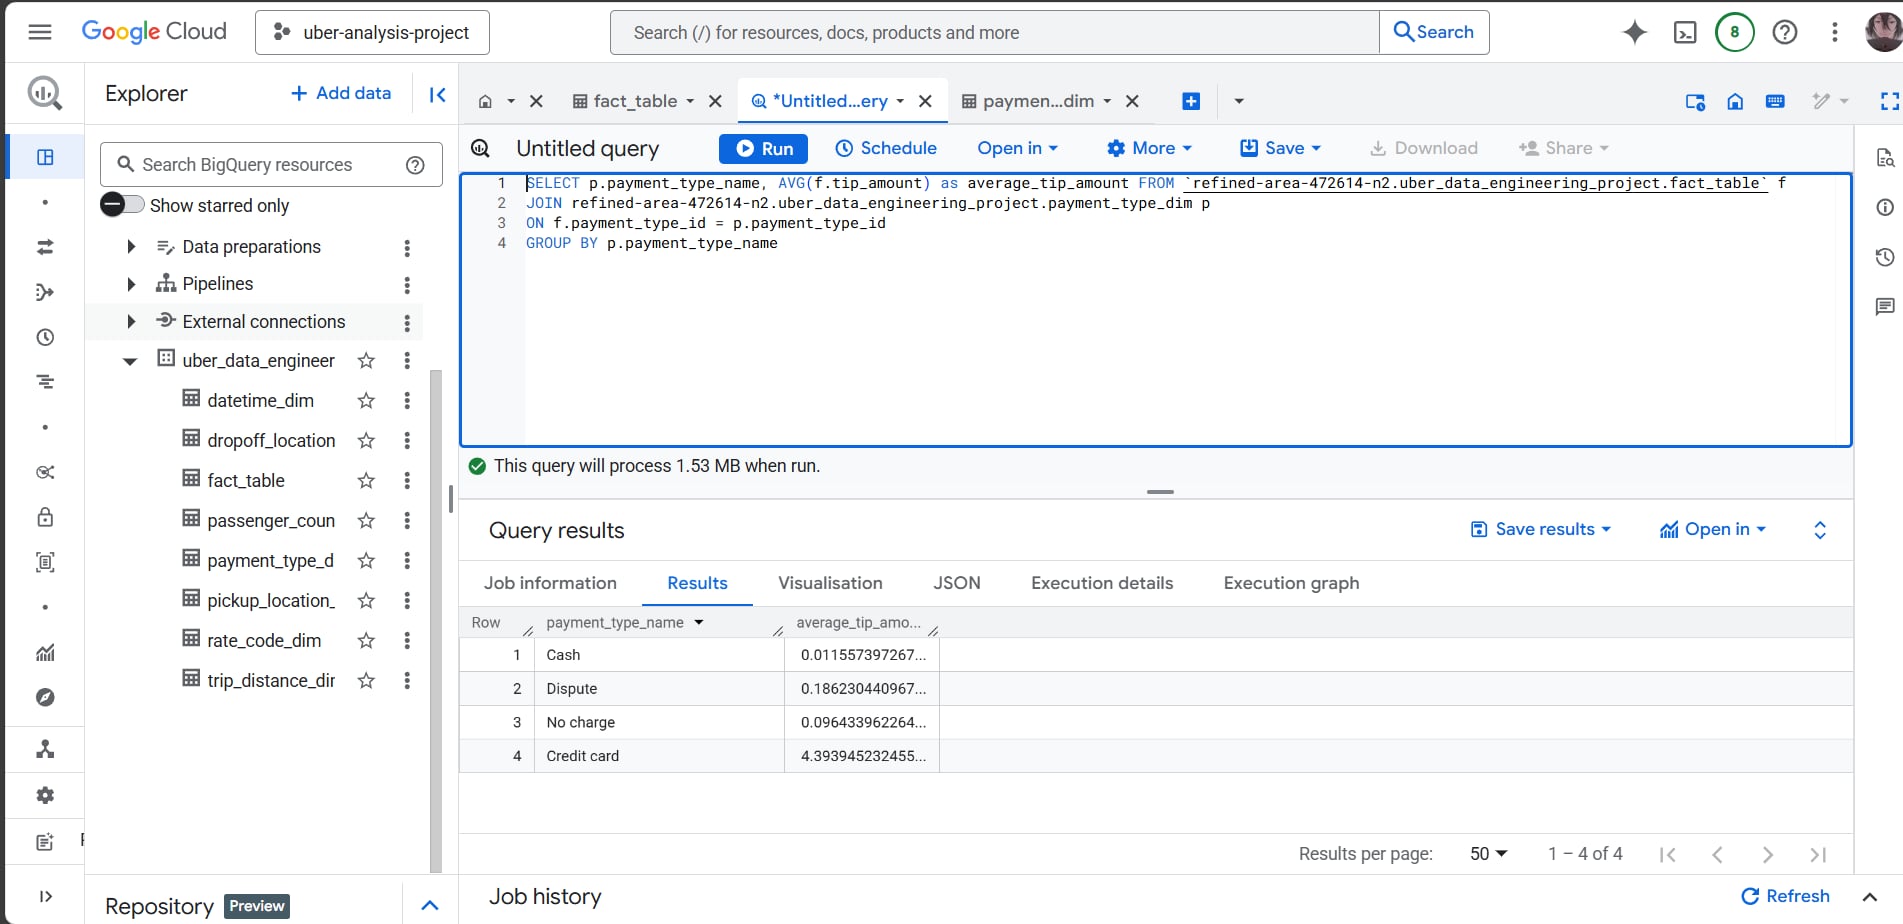 Google Cloud
uber-analysis-project
Search (/) for resources, docs, products and more
Search
8
Explorer
Add data
fact_table
*Untitled...ery
paymen...dim
Search BigQuery resources
Untitled query
Run
Schedule
Open in
More
Save
Download
Share
Show starred only
1 SELECT p.payment_type_name, AVG(f.tip_amount) as average_tip_amount FROM `refined-area-472614-n2.uber_data_engineering_project.fact_table` f
2 JOIN refined-area-472614-n2.uber_data_engineering_project.payment_type_dim p
3 ON f.payment_type_id = p.payment_type_id
4 GROUP BY p.payment_type_name
Data preparations
Pipelines
External connections
uber_data_engineer
datetime_dim
dropoff_location
fact_table
passenger_coun
payment_type_d
pickup_location_
rate_code_dim
trip_distance_dir
This query will process 1.53 MB when run.
Query results
Save results
Open in
Job information
Results
Visualisation
JSON
Execution details
Execution graph
Row payment_type_name average_tip_amo...
1 Cash 0.011557397267...
2 Dispute 0.186230440967...
3 No charge 0.096433962264...
4 Credit card 4.393945232455...
Results per page: 50 1 – 4 of 4
Repository Preview
Job history
Refresh